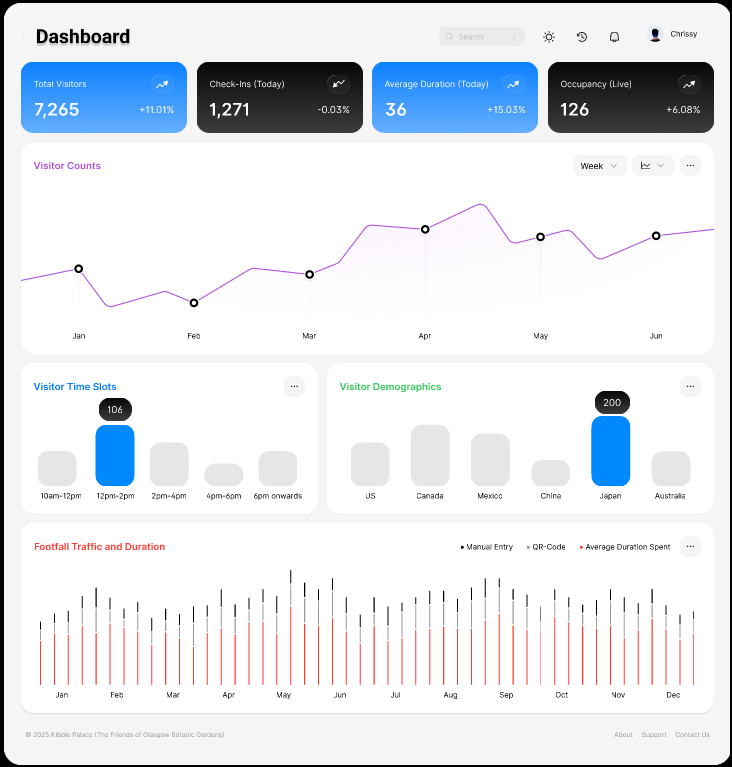 Dashboard
Search /
Chrissy
Total Visitors
7,265 +11.01%
Check-Ins (Today)
1,271 -0.03%
Average Duration (Today)
36 +15.03%
Occupancy (Live)
126 +6.08%
Visitor Counts
Week
Jan Feb Mar Apr May Jun
Visitor Time Slots
106
10am-12pm 12pm-2pm 2pm-4pm 4pm-6pm 6pm onwards
Visitor Demographics
200
US Canada Mexico China Japan Australia
Footfall Traffic and Duration
Manual Entry QR-Code Average Duration Spent
Jan Feb Mar Apr May Jun Jul Aug Sep Oct Nov Dec
© 2025 Kibble Palace (The Friends of Glasgow Botanic Gardens)
About Support Contact Us